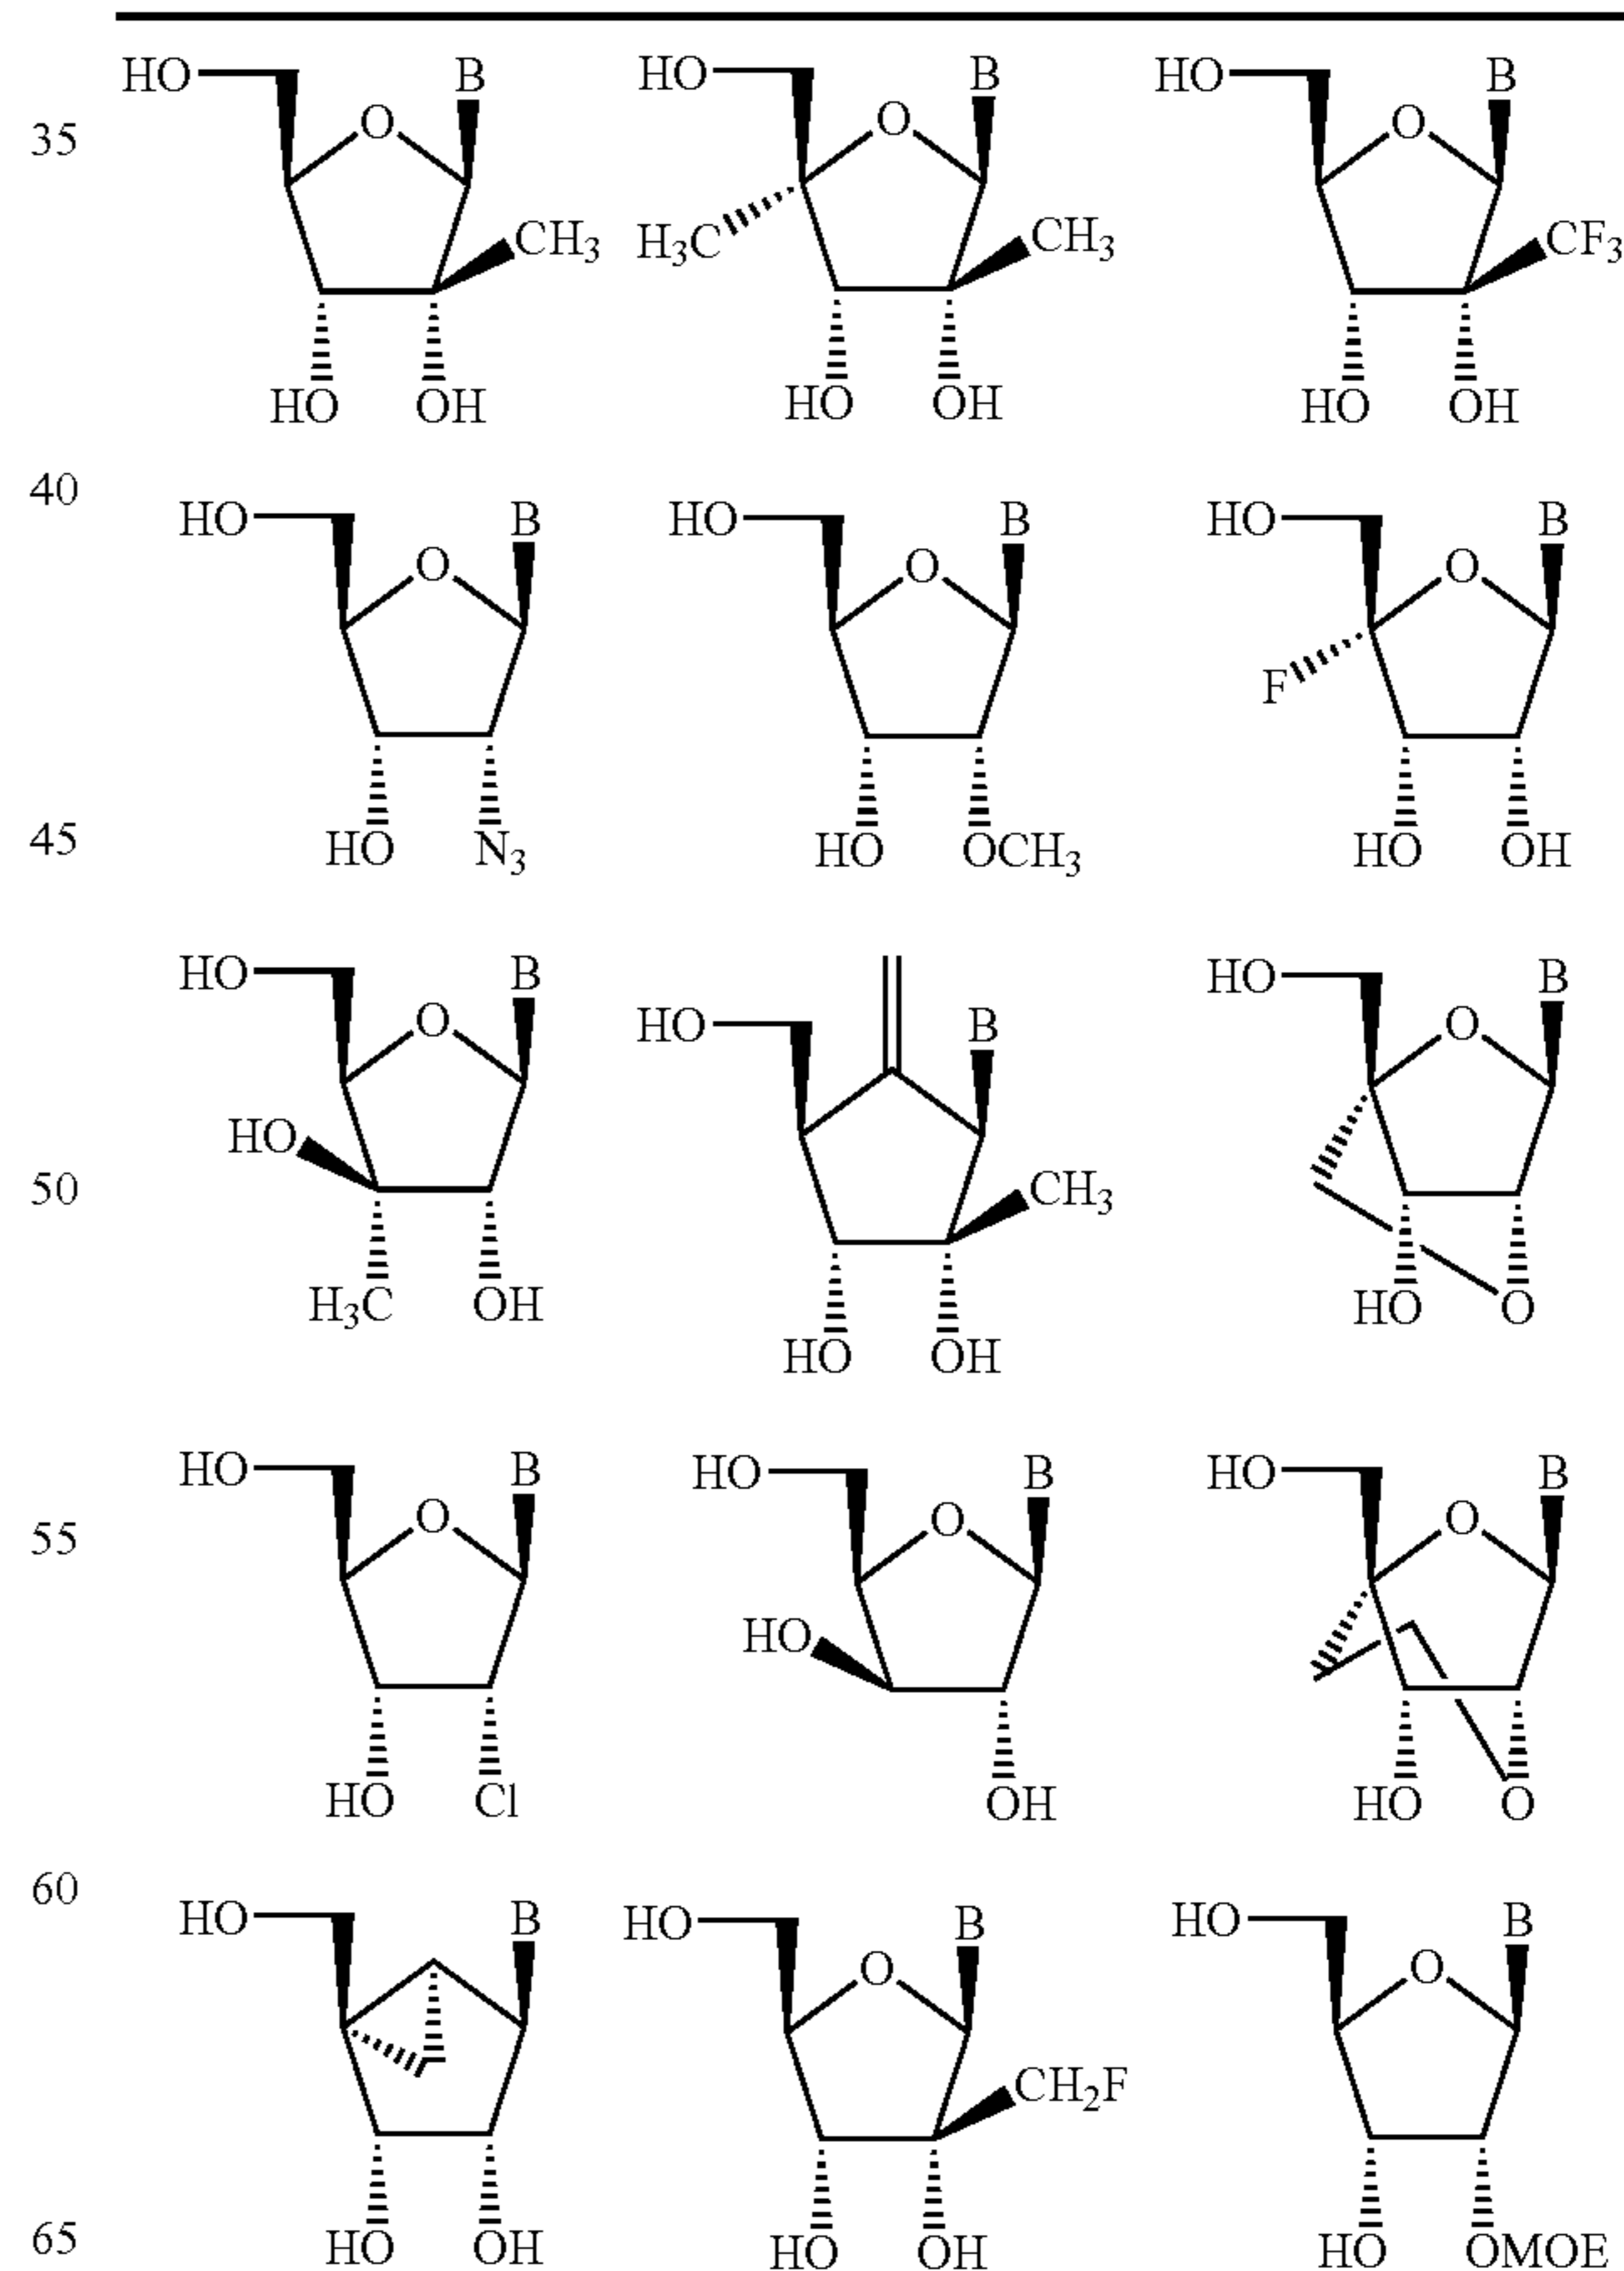 HO B HO B HO B
35 O O O
CH₃ H₃C CH₃ CF₃
HO OH HO OH HO OH
40 HO B HO B HO B
O O O
F
45 HO N₃ HO OCH₃ HO OH
HO B HO B HO B
O O
HO
50 CH₃
H₃C OH HO OH HO O
HO B HO B HO B
55 O O O
HO
HO Cl OH HO O
60 HO B HO B HO B
O O
CH₂F
65 HO OH HO OH HO OMOE